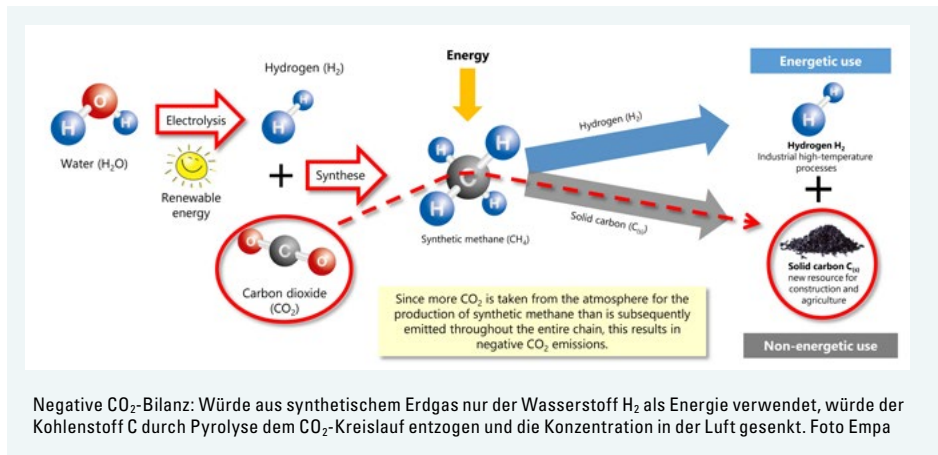 Energy
Energetic use
Hydrogen (H₂)
O
H
H
Electrolysis
H
H
Hydrogen (H₂)
H
H
Water (H₂O)
H
H
C
H
H
Hydrogen H₂
Industrial high-temperature
processes
+
Synthese
+
Renewable
energy
Solid carbon (C(s))
Synthetic methane (CH₄)
O
C
O
Solid carbon C(s)
new resource for
construction and
agriculture
Carbon dioxide
(CO₂)
Since more CO₂ is taken from the atmosphere for the
production of synthetic methane than is subsequently
emitted throughout the entire chain, this results in
negative CO₂ emissions.
Non-energetic use
Negative CO₂-Bilanz: Würde aus synthetischem Erdgas nur der Wasserstoff H₂ als Energie verwendet, würde der
Kohlenstoff C durch Pyrolyse dem CO₂-Kreislauf entzogen und die Konzentration in der Luft gesenkt. Foto Empa